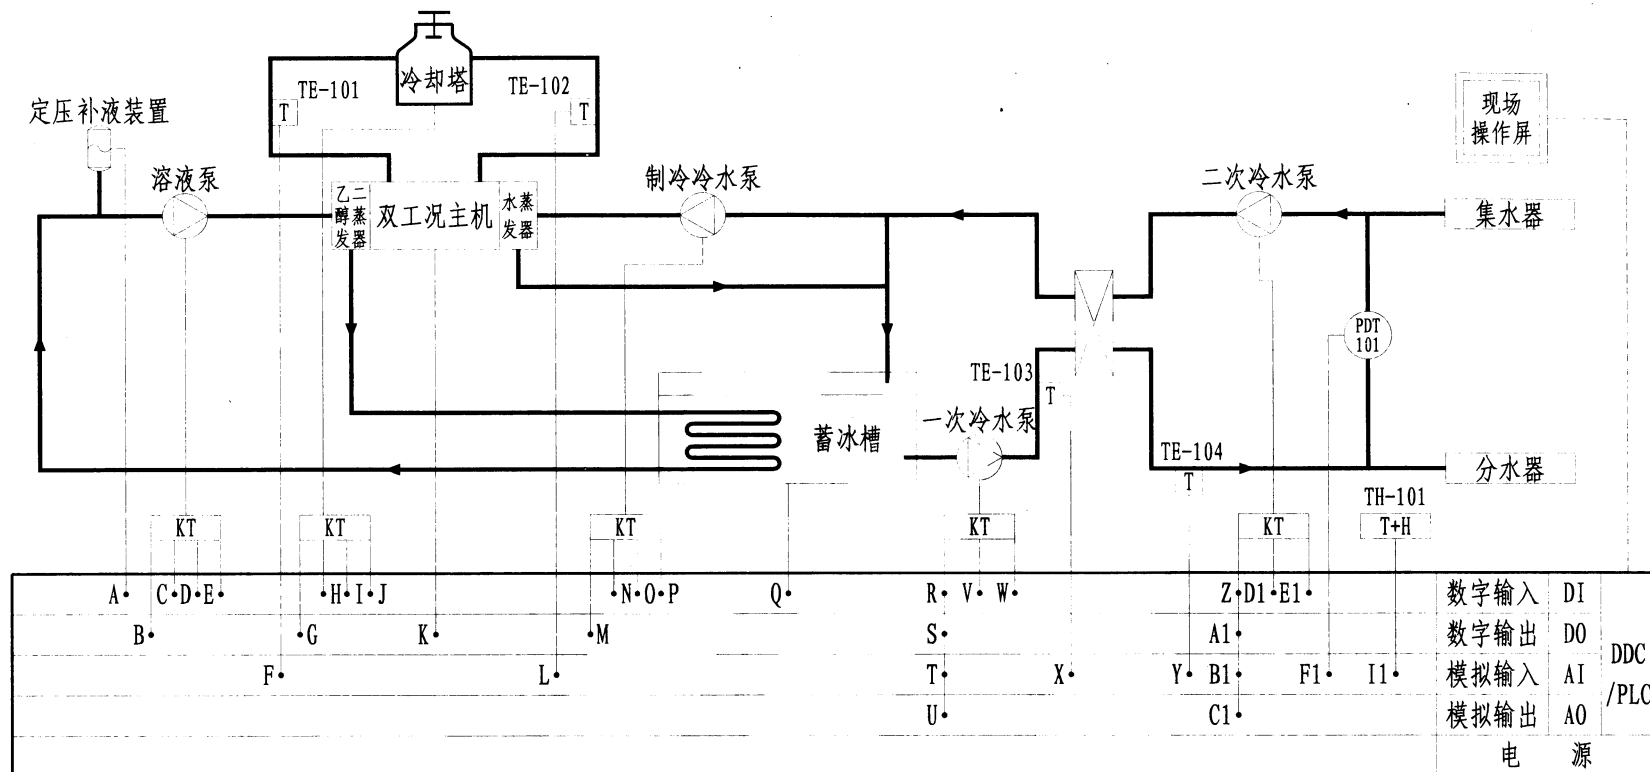 冷却塔
TE-101
TE-102
T
T
定压补液装置
现场
操作屏
溶液泵
制冷冷水泵
二次冷水泵
乙二
醇蒸
发器
双工况主机
水蒸
发器
集水器
PDT
101
TE-103
T
蓄冰槽
一次冷水泵
TE-104
T
分水器
TH-101
T+H
KT
KT
KT
KT
KT
A C D E H I J N O P Q R V W Z D1 E1 数字输入 DI
B G K M S A1 数字输出 DO
F L T X Y B1 F1 I1 模拟输入 AI
U C1 模拟输出 AO
DDC
/PLC
电 源